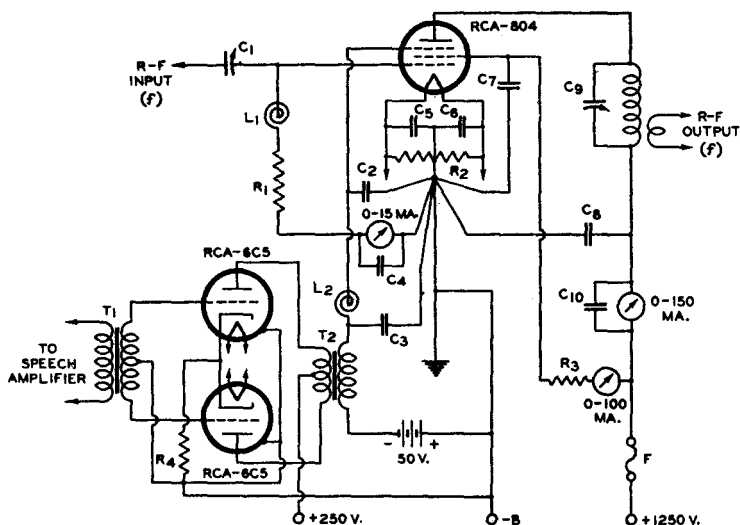 RCA-804
C1
R-F
INPUT
(f)
C7
L1
C5
C6
C9
R-F
OUTPUT
(f)
R1
C2
R2
0-15 MA.
C8
RCA-6C5
C4
L2
C10
0-150
MA.
T1
T2
C3
TO
SPEECH
AMPLIFIER
R3
0-100
MA.
R4
- +
50 V.
F
RCA-6C5
+250 V.
-B
+1250 V.